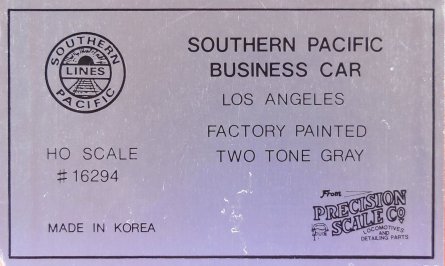 SOUTHERN
LINES
PACIFIC
SOUTHERN PACIFIC
BUSINESS CAR
LOS ANGELES
FACTORY PAINTED
TWO TONE GRAY
HO SCALE
#16294
MADE IN KOREA
From
PRECISION
SCALE CO
LOCOMOTIVES
AND
DETAILING PARTS